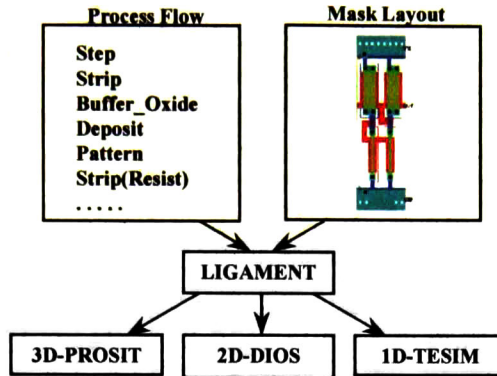 Process Flow
Mask Layout
Step
Strip
Buffer_Oxide
Deposit
Pattern
Strip(Resist)
. . . . .
LIGAMENT
3D-PROSIT
2D-DIOS
1D-TESIM